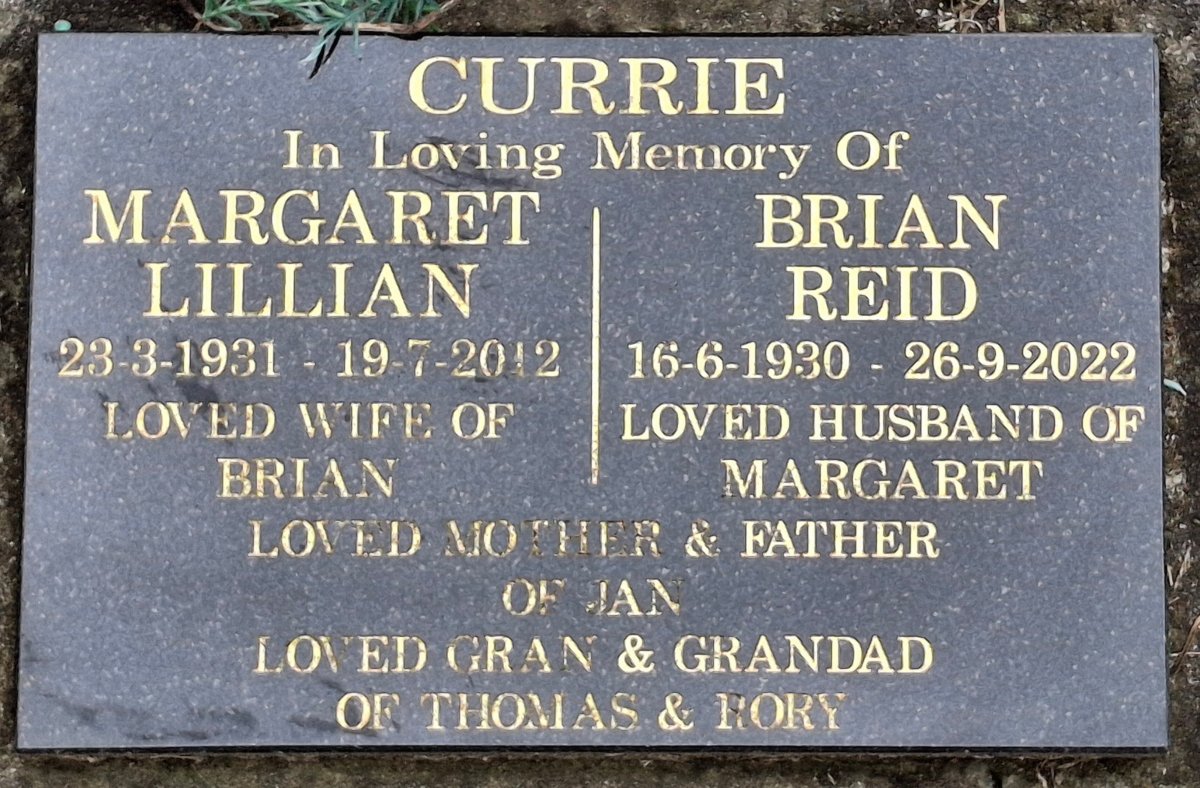 CURRIE
In Loving Memory Of
MARGARET
LILLIAN
23-3-1931 - 19-7-2012
LOVED WIFE OF
BRIAN
BRIAN
REID
16-6-1930 - 26-9-2022
LOVED HUSBAND OF
MARGARET
LOVED MOTHER & FATHER
OF JAN
LOVED GRAN & GRANDAD
OF THOMAS & RORY